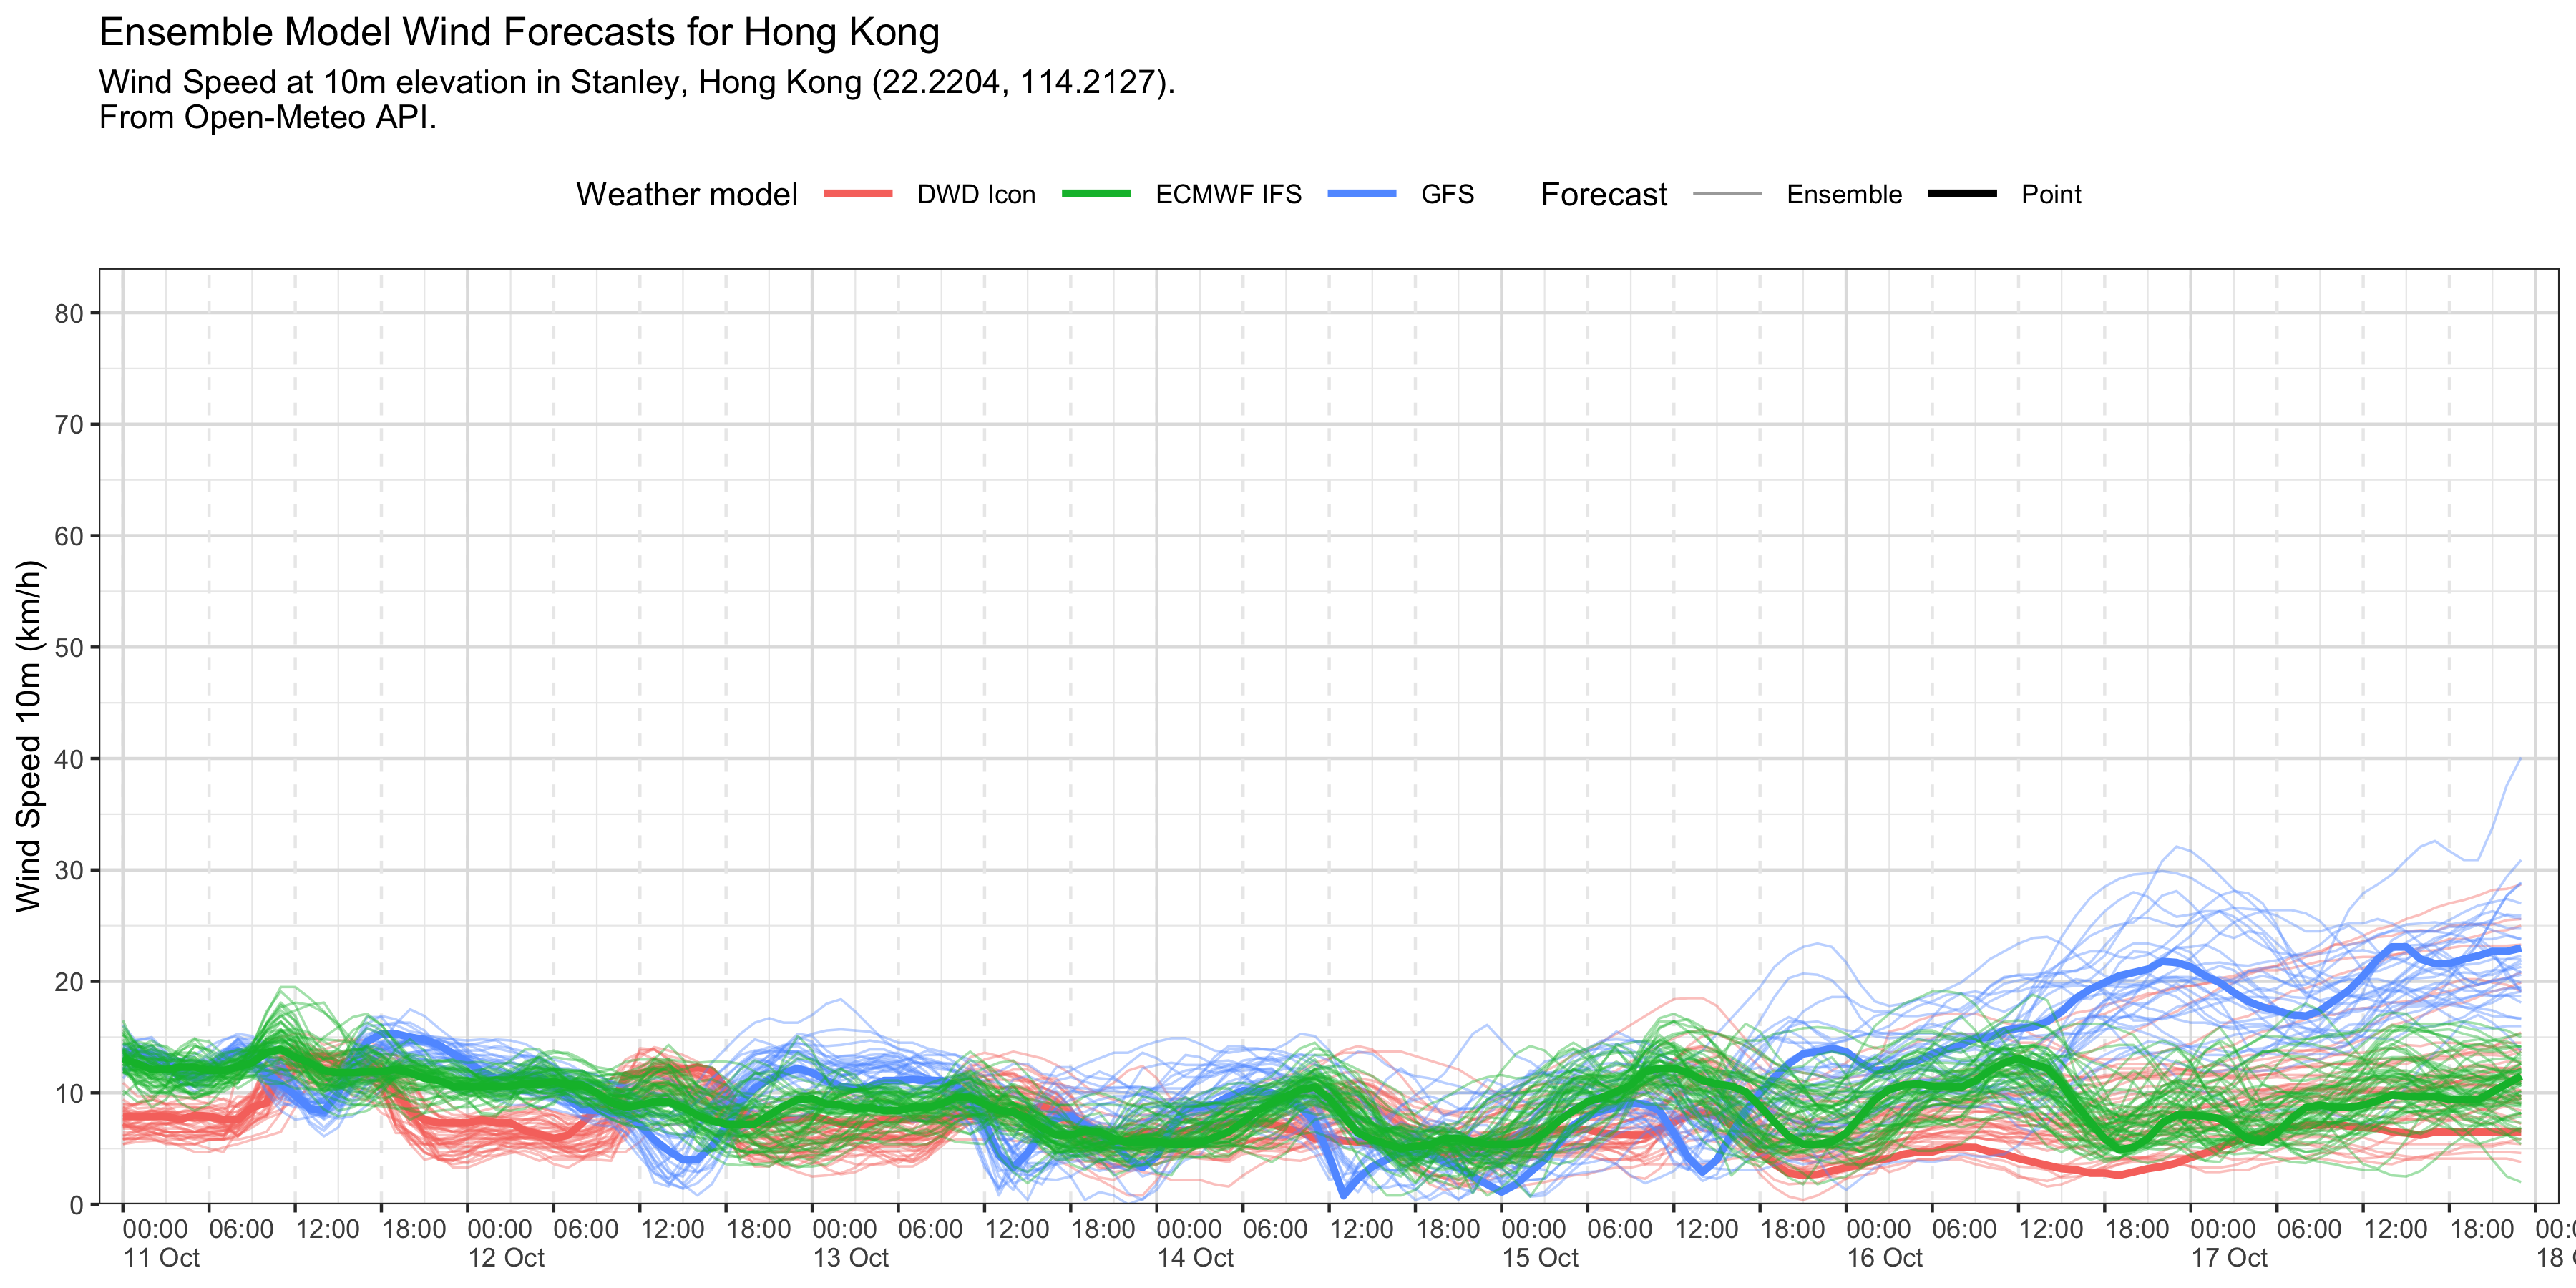 Ensemble Model Wind Forecasts for Hong Kong
Wind Speed at 10m elevation in Stanley, Hong Kong (22.2204, 114.2127).
From Open-Meteo API.
Weather model DWD Icon ECMWF IFS GFS Forecast Ensemble Point
Wind Speed 10m (km/h)
80
70
60
50
40
30
20
10
0
00:00 06:00 12:00 18:00 00:00 06:00 12:00 18:00 00:00 06:00 12:00 18:00 00:00 06:00 12:00 18:00 00:00 06:00 12:00 18:00 00:00 06:00 12:00 18:00 00:00 06:00 12:00 18:00
11 Oct 12 Oct 13 Oct 14 Oct 15 Oct 16 Oct 17 Oct 18